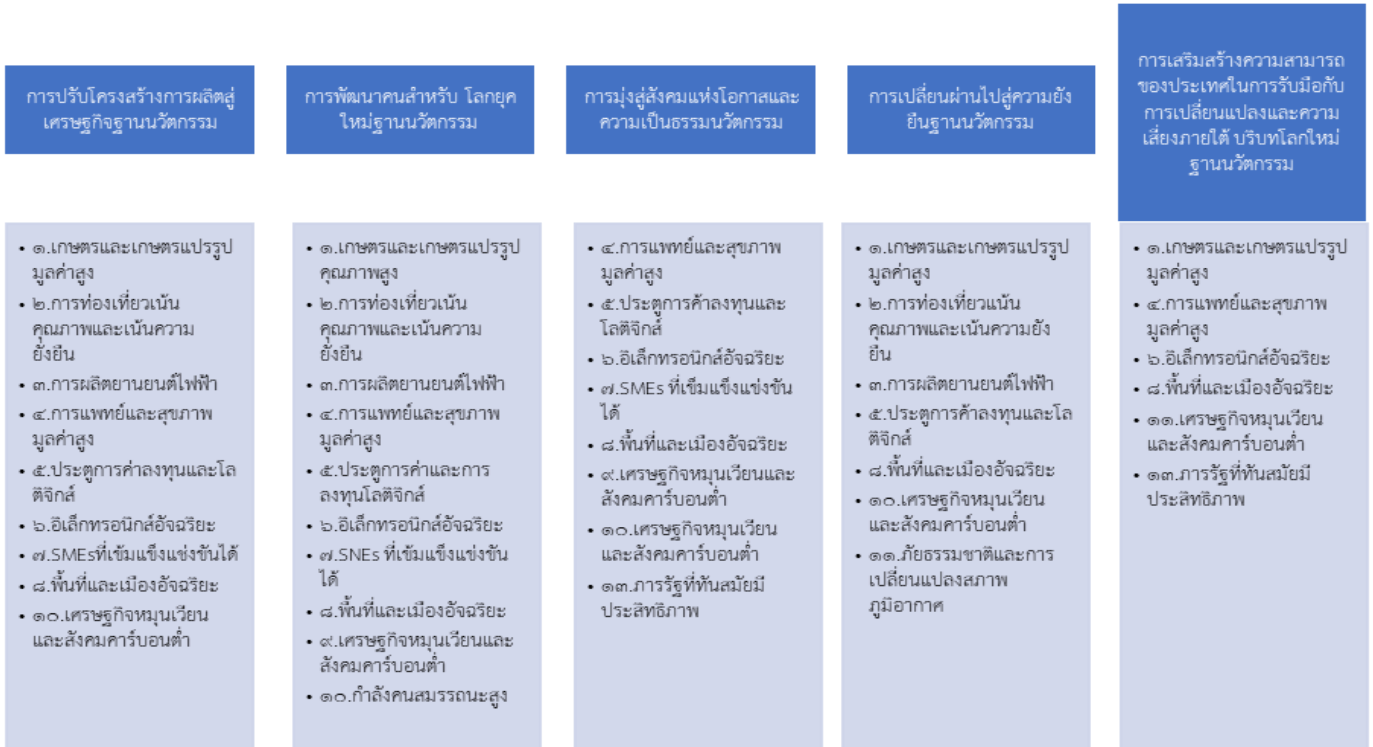 การปรับโครงสร้างการผลิตสู่
เศรษฐกิจฐานนวัตกรรม
• ๑.เกษตรและเกษตรแปรรูป
มูลค่าสูง
• ๒.การท่องเที่ยวเน้น
คุณภาพและเน้นความ
ยั่งยืน
• ๓.การผลิตยานยนต์ไฟฟ้า
• ๔.การแพทย์และสุขภาพ
มูลค่าสูง
• ๕.ประตูการค่าลงทุนและโล
ติจิกส์
• ๖.อิเล็กทรอนิกส์อัจฉริยะ
• ๗.SMEsที่เข้มแข็งแข่งขันได้
• ๘.พื้นที่และเมืองอัจฉริยะ
• ๑๐.เศรษฐกิจหมุนเวียน
และสังคมคาร์บอนต่ำ
การพัฒนาคนสำหรับ โลกยุค
ใหม่ฐานนวัตกรรม
• ๑.เกษตรและเกษตรแปรรูป
คุณภาพสูง
• ๒.การท่องเที่ยวเน้น
คุณภาพและเน้นความ
ยั่งยืน
• ๓.การผลิตยานยนต์ไฟฟ้า
• ๔.การแพทย์และสุขภาพ
มูลค่าสูง
• ๕.ประตูการค่าและการ
ลงทุนโลติจิกส์
• ๖.อิเล็กทรอนิกส์อัจฉริยะ
• ๗.SNEs ที่เข้มแข็งแข่งขัน
ได้
• ๘.พื้นที่และเมืองอัจฉริยะ
• ๙.เศรษฐกิจหมุนเวียนและ
สังคมคาร์บอนต่ำ
• ๑๐.กำลังคนสมรรถนะสูง
การมุ่งสู่สังคมแห่งโอกาสและ
ความเป็นธรรมนวัตกรรม
• ๔.การแพทย์และสุขภาพ
มูลค่าสูง
• ๕.ประตูการค้าลงทุนและ
โลติจิกส์
• ๖.อิเล็กทรอนิกส์อัจฉริยะ
• ๗.SMEs ที่เข็มแข็งแข่งขัน
ได้
• ๘.พื้นที่และเมืองอัจฉริยะ
• ๙.เศรษฐกิจหมุนเวียนและ
สังคมคาร์บอนต่ำ
• ๑๐.เศรษฐกิจหมุนเวียน
และสังคมคาร์บอนต่ำ
• ๑๓.ภารรัฐที่ทันสมัยมี
ประสิทธิภาพ
การเปลี่ยนผ่านไปสู่ความยั่ง
ยืนฐานนวัตกรรม
• ๑.เกษตรและเกษตรแปรรูป
มูลค่าสูง
• ๒.การท่องเที่ยวแน้น
คุณภาพและเน้นความยั่ง
ยืน
• ๓.การผลิตยานยนต์ไฟฟ้า
• ๕.ประตูการค้าลงทุนและโล
ติจิกส์
• ๘.พื้นที่และเมืองอัจฉริยะ
• ๑๐.เศรษฐกิจหมุนเวียน
และสังคมคาร์บอนต่ำ
• ๑๑.ภัยธรรมชาติและการ
เปลี่ยนแปลงสภาพ
ภูมิอากาศ
การเสริมสร้างความสามารถ
ของประเทศในการรับมือกับ
การเปลี่ยนแปลงและความ
เสี่ยงภายใต้ บริบทโลกใหม่
ฐานนวัตกรรม
• ๑.เกษตรและเกษตรแปรรูป
มูลค่าสูง
• ๔.การแพทย์และสุขภาพ
มูลค่าสูง
• ๖.อิเล็กทรอนิกส์อัจฉริยะ
• ๘.พื้นที่และเมืองอัจฉริยะ
• ๑๑.เศรษฐกิจหมุนเวียน
และสังคมคาร์บอนต่ำ
• ๑๓.ภารรัฐที่ทันสมัยมี
ประสิทธิภาพ